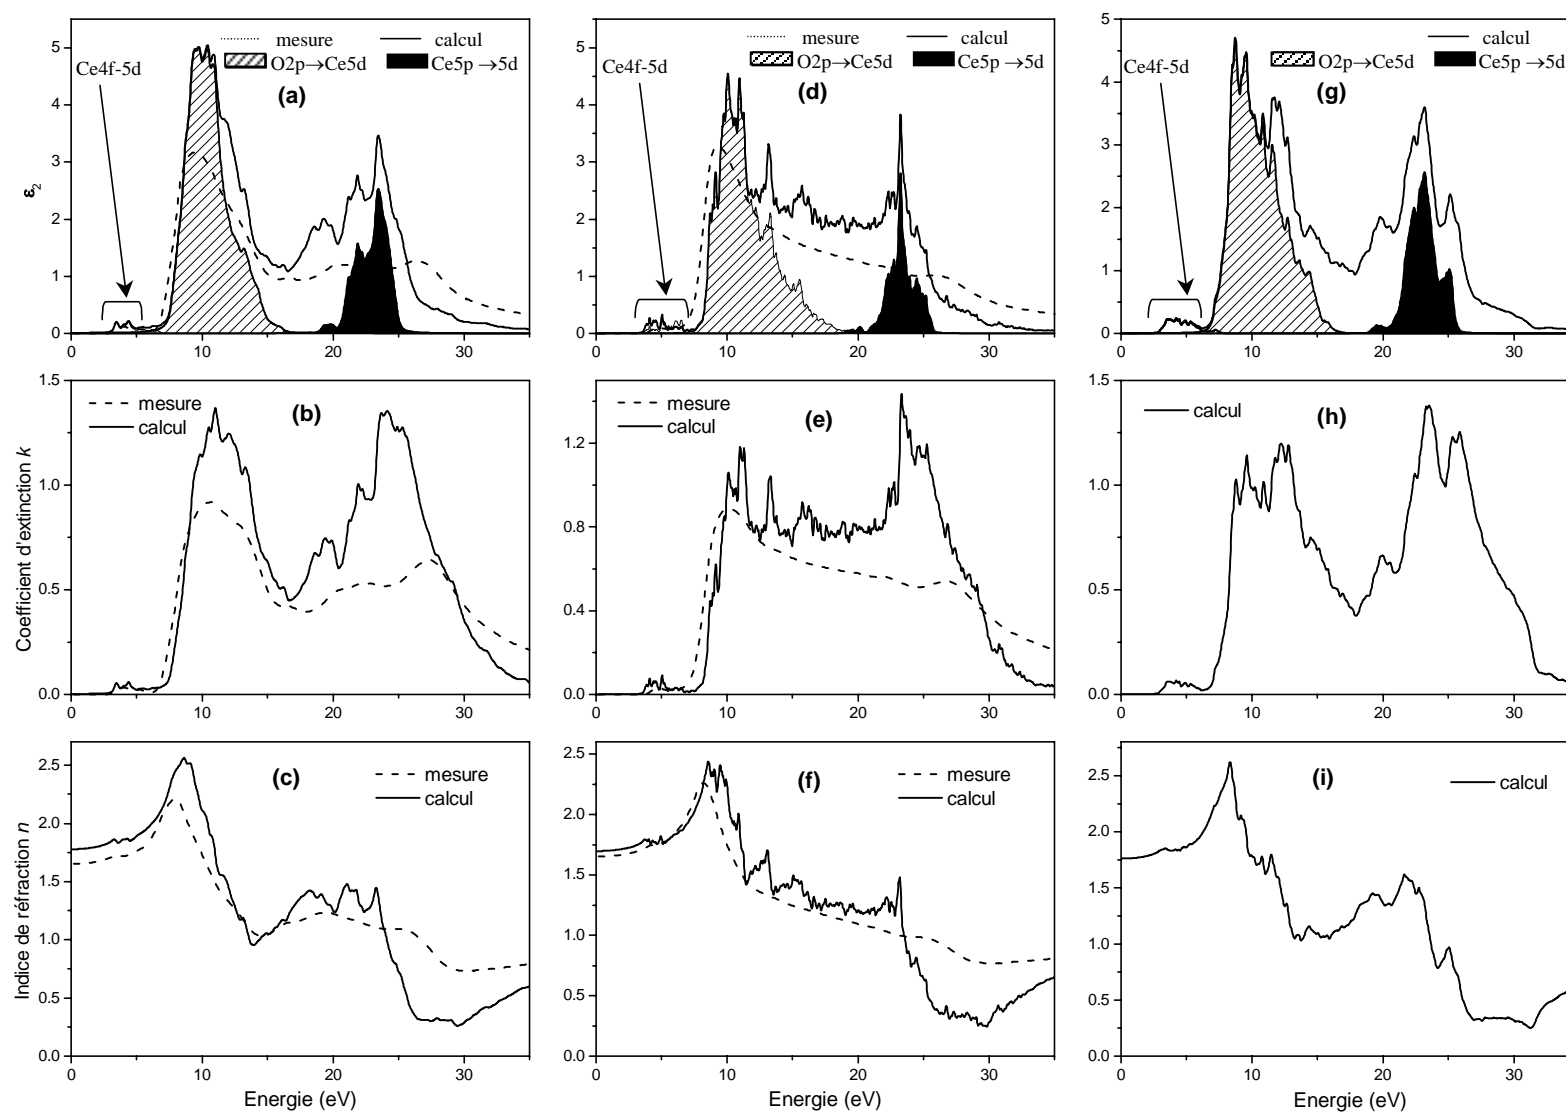 mesure calcul
O2p→Ce5d Ce5p→5d
Ce4f-5d
(a)
ε2
5
4
3
2
1
0
0 10 20 30
mesure calcul
O2p→Ce5d Ce5p→5d
Ce4f-5d
(d)
5
4
3
2
1
0
0 10 20 30
calcul
O2p→Ce5d Ce5p→5d
Ce4f-5d
(g)
5
4
3
2
1
0
0 10 20 30
mesure
calcul
(b)
Coefficient d'extinction k
1.5
1.0
0.5
0.0
0 10 20 30
mesure
calcul
(e)
1.2
0.8
0.4
0.0
0 10 20 30
calcul
(h)
1.5
1.0
0.5
0.0
0 10 20 30
(c)
mesure
calcul
Indice de réfraction n
2.5
2.0
1.5
1.0
0.5
0.0
0 10 20 30
Energie (eV)
(f)
mesure
calcul
2.5
2.0
1.5
1.0
0.5
0.0
0 10 20 30
Energie (eV)
(i)
calcul
2.5
2.0
1.5
1.0
0.5
0.0
0 10 20 30
Energie (eV)